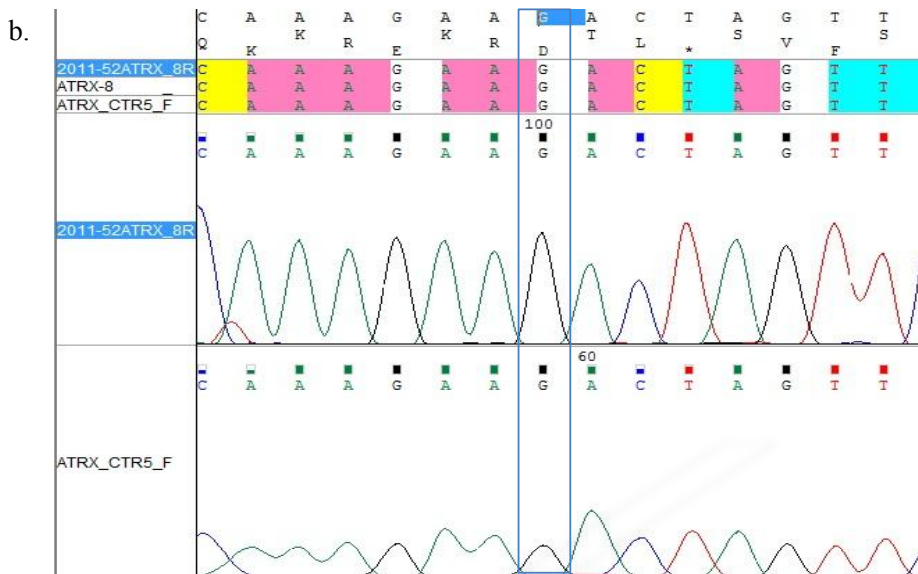 b.
C A A A G A A G A C T A G T T
Q K K R E K R D T L * S V F S
2011-52ATRX_8R C A A A G A A G A C T A G T T
ATRX-8 C A A A G A A G A C T A G T T
ATRX_CTR5_F C A A A G A A G A C T A G T T
100
C A A A G A A G A C T A G T T
2011-52ATRX_8R
60
C A A A G A A G A C T A G T T
ATRX_CTR5_F